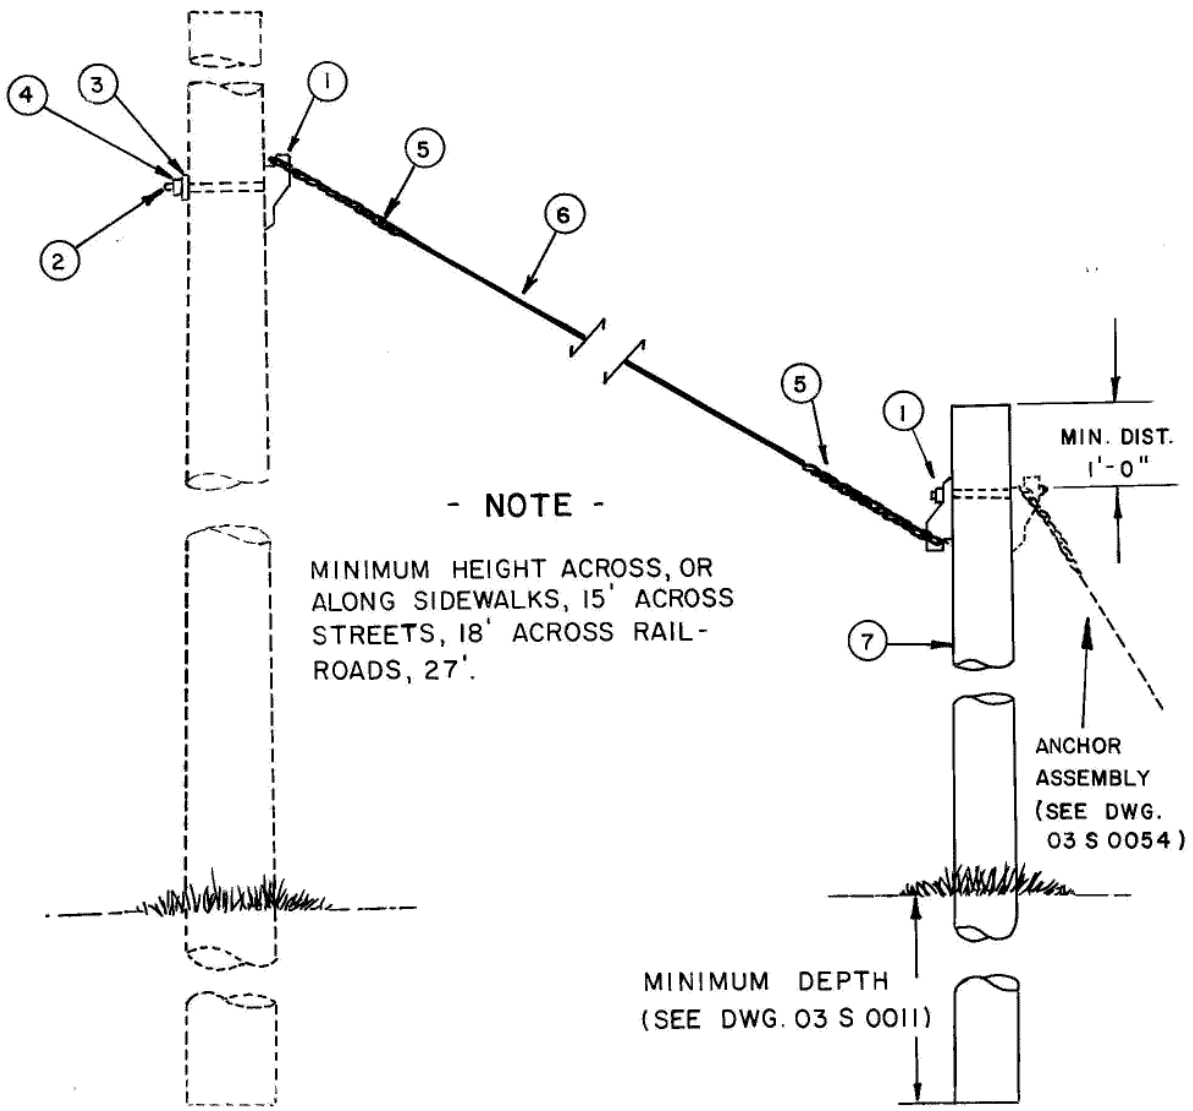 1
3
4
5
6
2
5
1
MIN. DIST.
1'-0"
- NOTE -
MINIMUM HEIGHT ACROSS, OR
ALONG SIDEWALKS, 15' ACROSS
STREETS, 18' ACROSS RAIL-
ROADS, 27'.
7
ANCHOR
ASSEMBLY
(SEE DWG.
03 S 0054)
MINIMUM DEPTH
(SEE DWG. 03 S 0011)